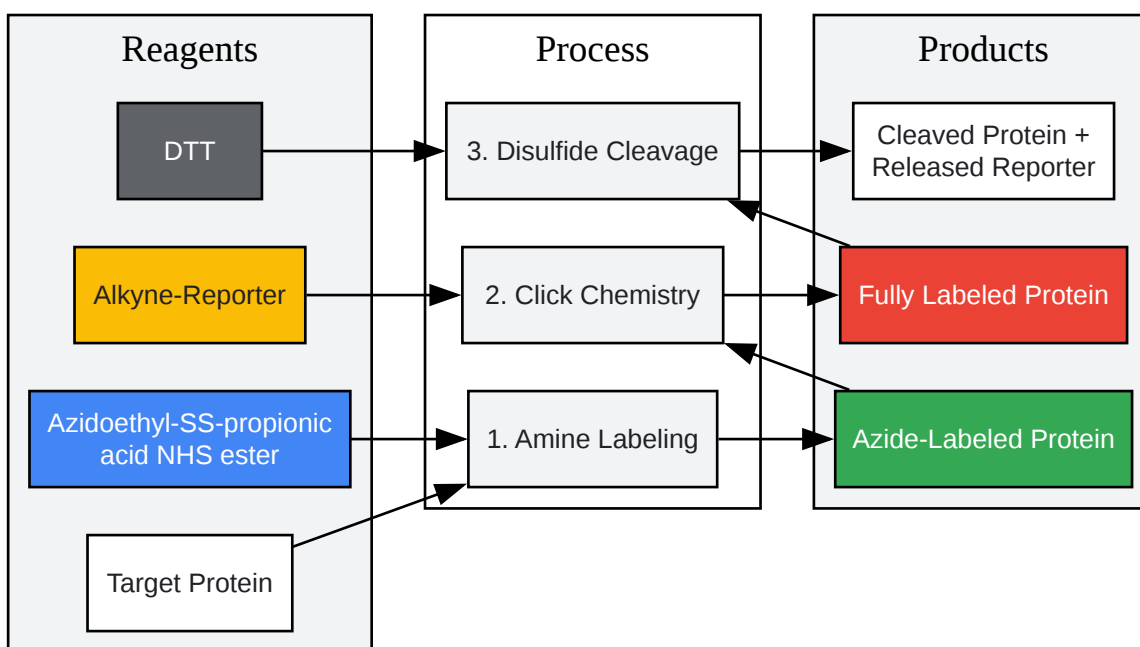 Reagents
Process
Products
DTT
3. Disulfide Cleavage
Cleaved Protein +
Released Reporter
Alkyne-Reporter
2. Click Chemistry
Fully Labeled Protein
Azidoethyl-SS-propionic
acid NHS ester
1. Amine Labeling
Azide-Labeled Protein
Target Protein